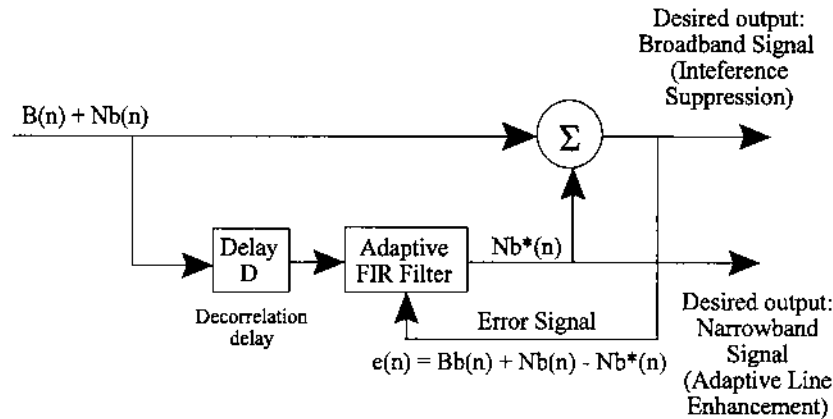 Desired output:
Broadband Signal
(Inteference
Suppression)
B(n) + Nb(n)
Σ
Delay
D
Adaptive
FIR Filter
Nb*(n)
Decorrelation
delay
Error Signal
e(n) = Bb(n) + Nb(n) - Nb*(n)
Desired output:
Narrowband
Signal
(Adaptive Line
Enhancement)